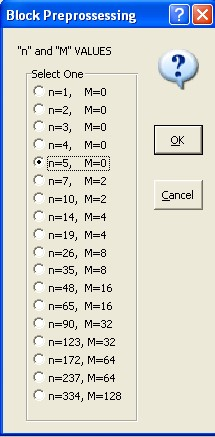 Block Preprossessing
"n" and "M" VALUES
Select One
n=1, M=0
n=2, M=0
n=3, M=0
n=4, M=0
n=5, M=0
n=7, M=2
n=10, M=2
n=14, M=4
n=19, M=4
n=26, M=8
n=35, M=8
n=48, M=16
n=65, M=16
n=90, M=32
n=123, M=32
n=172, M=64
n=237, M=64
n=334, M=128
OK
Cancel